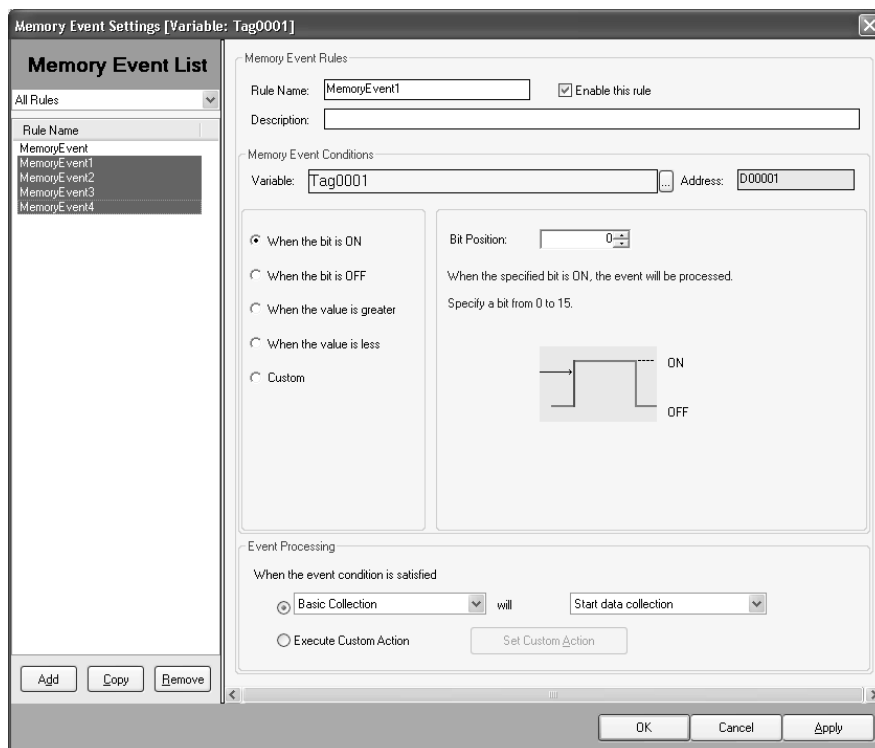 Memory Event Settings [Variable: Tag0001]
Memory Event List
All Rules
Rule Name
MemoryEvent
MemoryEvent1
MemoryEvent2
MemoryEvent3
MemoryEvent4
Add
Copy
Remove
Memory Event Rules
Rule Name: MemoryEvent1 Enable this rule
Description:
Memory Event Conditions
Variable: Tag0001 ... Address: D00001
When the bit is ON
When the bit is OFF
When the value is greater
When the value is less
Custom
Bit Position: 0
When the specified bit is ON, the event will be processed.
Specify a bit from 0 to 15.
ON
OFF
Event Processing
When the event condition is satisfied
Basic Collection will Start data collection
Execute Custom Action Set Custom Action
OK Cancel Apply